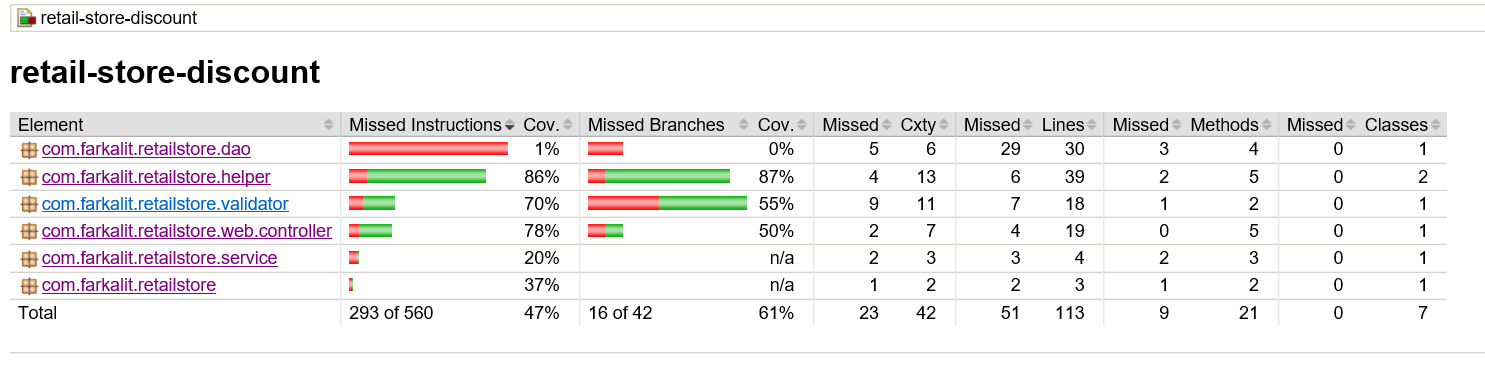 retail-store-discount
retail-store-discount
Element Missed Instructions Cov. Missed Branches Cov. Missed Cxty Missed Lines Missed Methods Missed Classes
com.farkalit.retailstore.dao 1% 0% 5 6 29 30 3 4 0 1
com.farkalit.retailstore.helper 86% 87% 4 13 6 39 2 5 0 2
com.farkalit.retailstore.validator 70% 55% 9 11 7 18 1 2 0 1
com.farkalit.retailstore.web.controller 78% 50% 2 7 4 19 0 5 0 1
com.farkalit.retailstore.service 20% n/a 2 3 3 4 2 3 0 1
com.farkalit.retailstore 37% n/a 1 2 2 3 1 2 0 1
Total 293 of 560 47% 16 of 42 61% 23 42 51 113 9 21 0 7